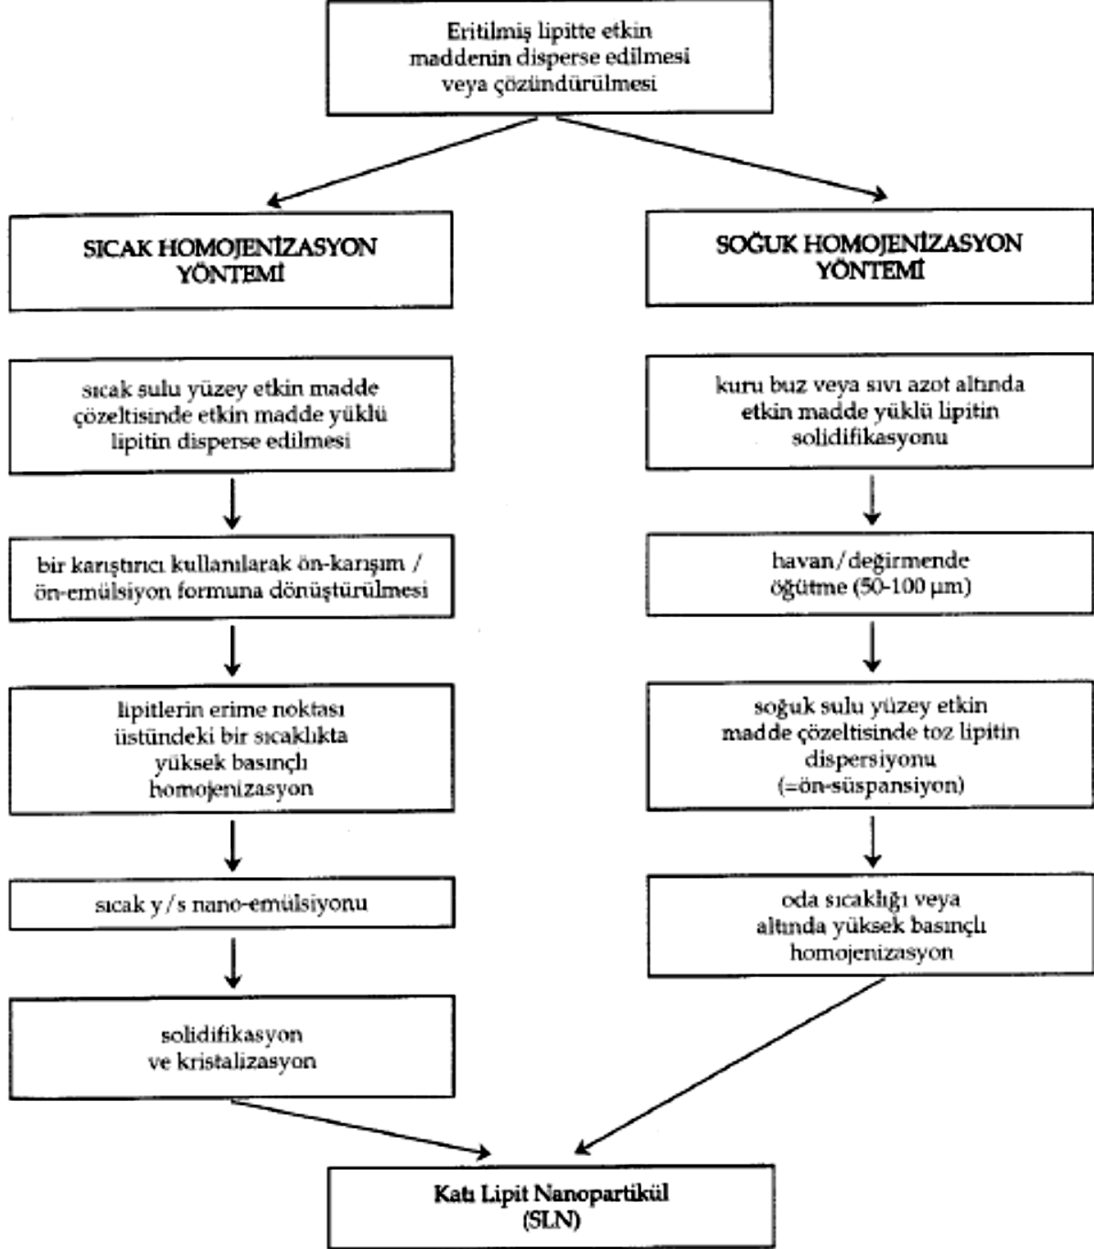 Eritilmiş lipitte etkin
maddenin disperse edilmesi
veya çözündürülmesi
SICAK HOMOJENİZASYON
YÖNTEMİ
sıcak sulu yüzey etkin madde
çözeltisinde etkin madde yüklü
lipitin disperse edilmesi
bir karıştırıcı kullanılarak ön-karışım /
ön-emülsiyon formuna dönüştürülmesi
lipitlerin erime noktası
üstündeki bir sıcaklıkta
yüksek basınçlı
homojenizasyon
sıcak y/s nano-emülsiyonu
solidifikasyon
ve kristalizasyon
SOĞUK HOMOJENİZASYON
YÖNTEMİ
kuru buz veya sıvı azot altında
etkin madde yüklü lipitin
solidifikasyonu
havan/değirmende
öğütme (50-100 µm)
soğuk sulu yüzey etkin
madde çözeltisinde toz lipitin
dispersiyonu
(=ön-süspansiyon)
oda sıcaklığı veya
altında yüksek basınçlı
homojenizasyon
Katı Lipit Nanopartikül
(SLN)